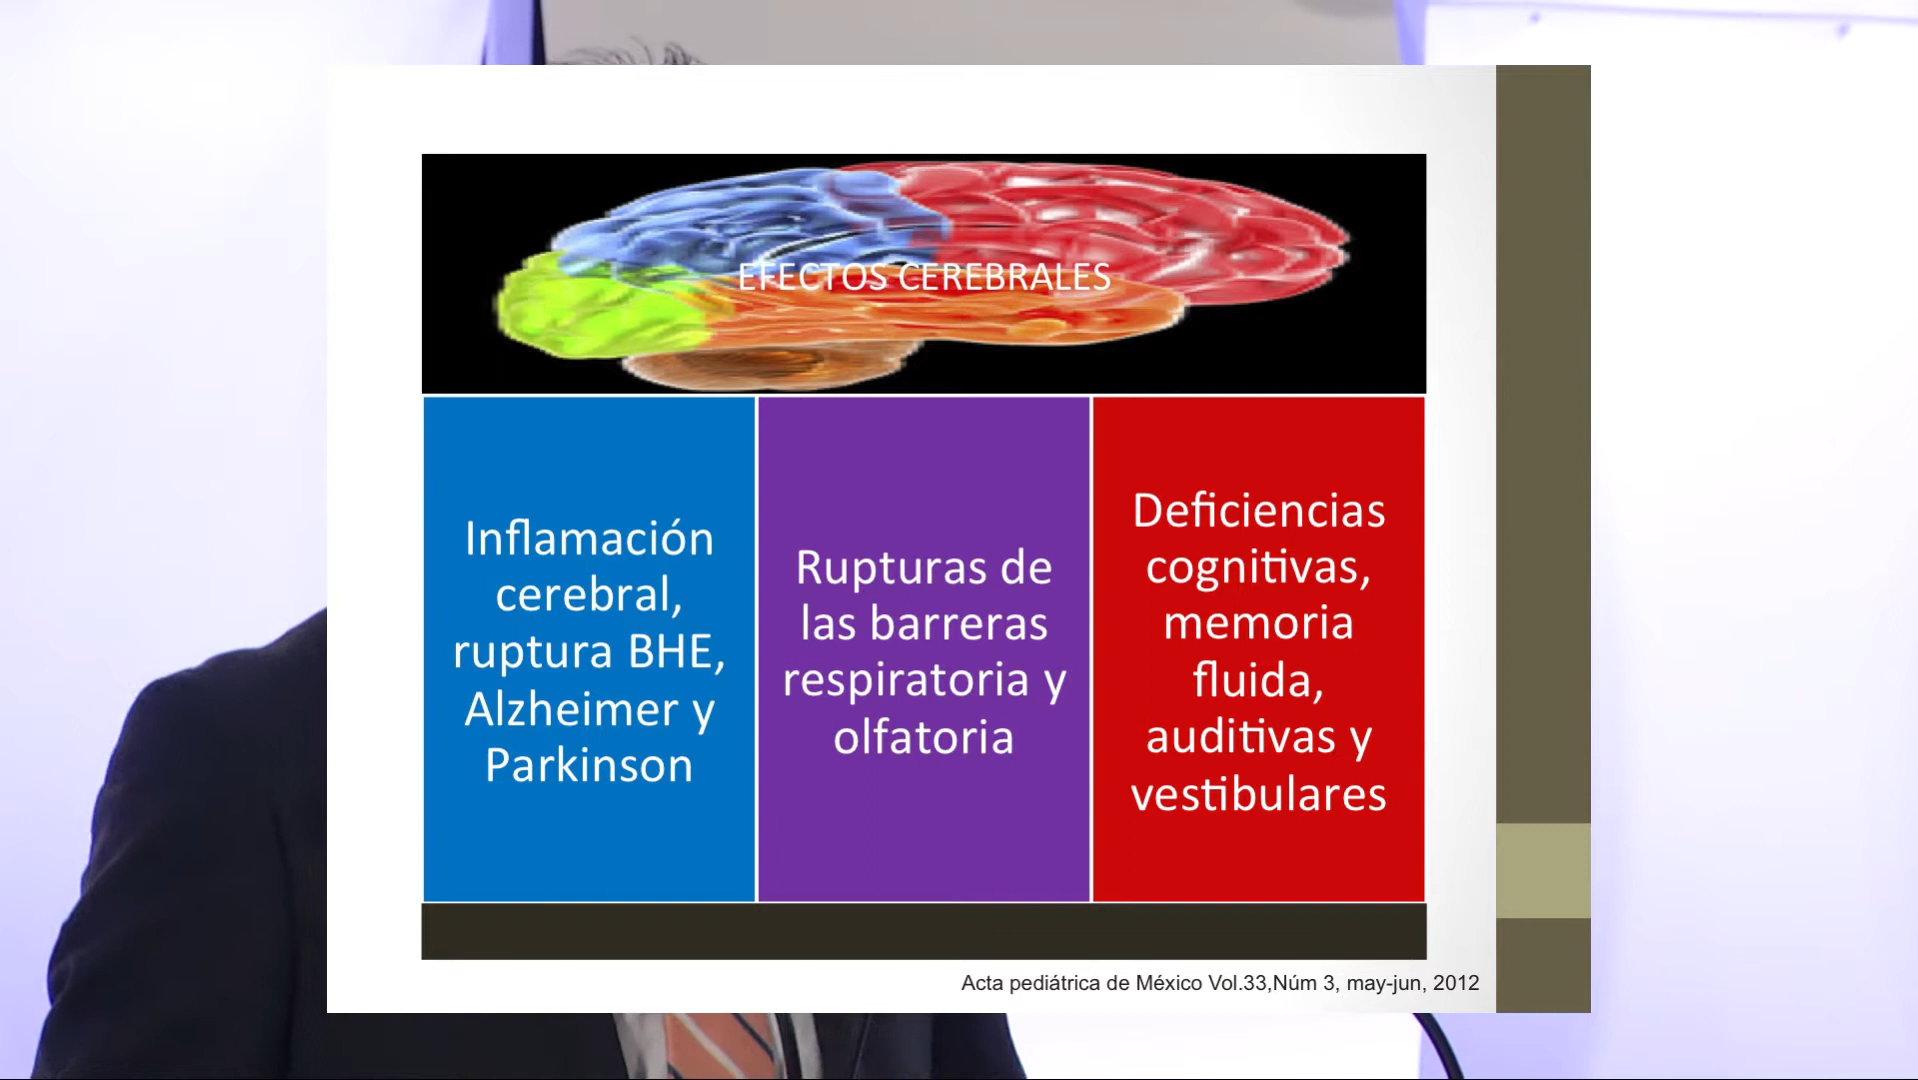 EFECTOS CEREBRALES
Inflamación
cerebral,
ruptura BHE,
Alzheimer y
Parkinson
Rupturas de
las barreras
respiratoria y
olfatoria
Deficiencias
cognitivas,
memoria
fluida,
auditivas y
vestibulares
Acta pediátrica de México Vol.33,Núm 3, may-jun, 2012